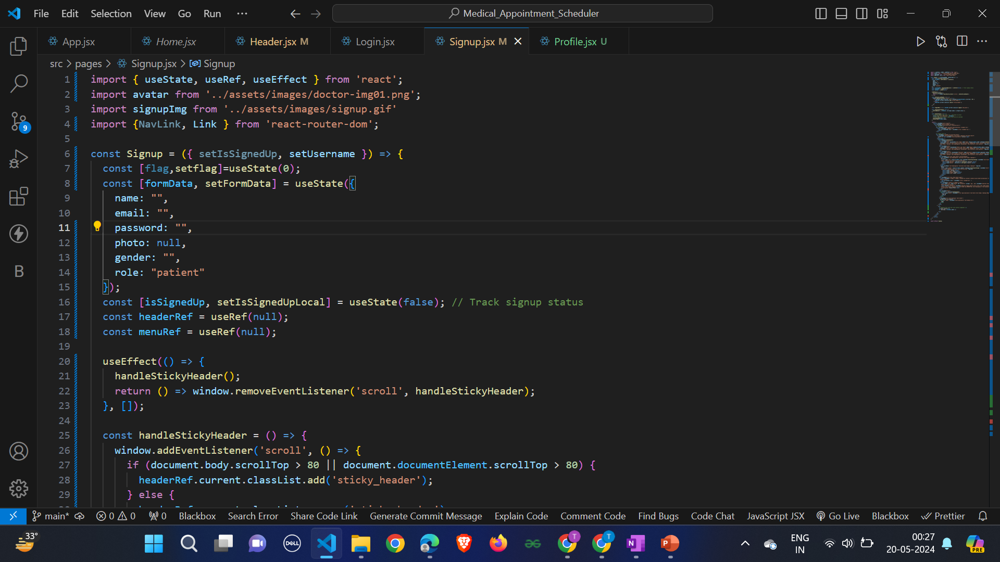 File Edit Selection View Go Run ··· Medical_Appointment_Scheduler
App.jsx Home.jsx Header.jsx M Login.jsx Signup.jsx M Profile.jsx U
src > pages > Signup.jsx > Signup
1 import { useState, useRef, useEffect } from 'react';
2 import avatar from '../assets/images/doctor-img01.png';
3 import signupImg from '../assets/images/signup.gif'
4 import {NavLink, Link } from 'react-router-dom';
5
6 const Signup = ({ setIsSignedUp, setUsername }) => {
7 const [flag,setflag]=useState(0);
8 const [formData, setFormData] = useState({
9 name: "",
10 email: "",
11 password: "",
12 photo: null,
13 gender: "",
14 role: "patient"
15 });
16 const [isSignedUp, setIsSignedUpLocal] = useState(false); // Track signup status
17 const headerRef = useRef(null);
18 const menuRef = useRef(null);
19
20 useEffect(() => {
21 handleStickyHeader();
22 return () => window.removeEventListener('scroll', handleStickyHeader);
23 }, []);
24
25 const handleStickyHeader = () => {
26 window.addEventListener('scroll', () => {
27 if (document.body.scrollTop > 80 || document.documentElement.scrollTop > 80) {
28 headerRef.current.classList.add('sticky_header');
29 } else {
9
B
main* 0 0 0 Blackbox Search Error Share Code Link Generate Commit Message Explain Code Comment Code Find Bugs Code Chat JavaScript JSX Go Live Blackbox Prettier
33°
DELL
T
T
N
P
ENG
IN
00:27
20-05-2024
PRE